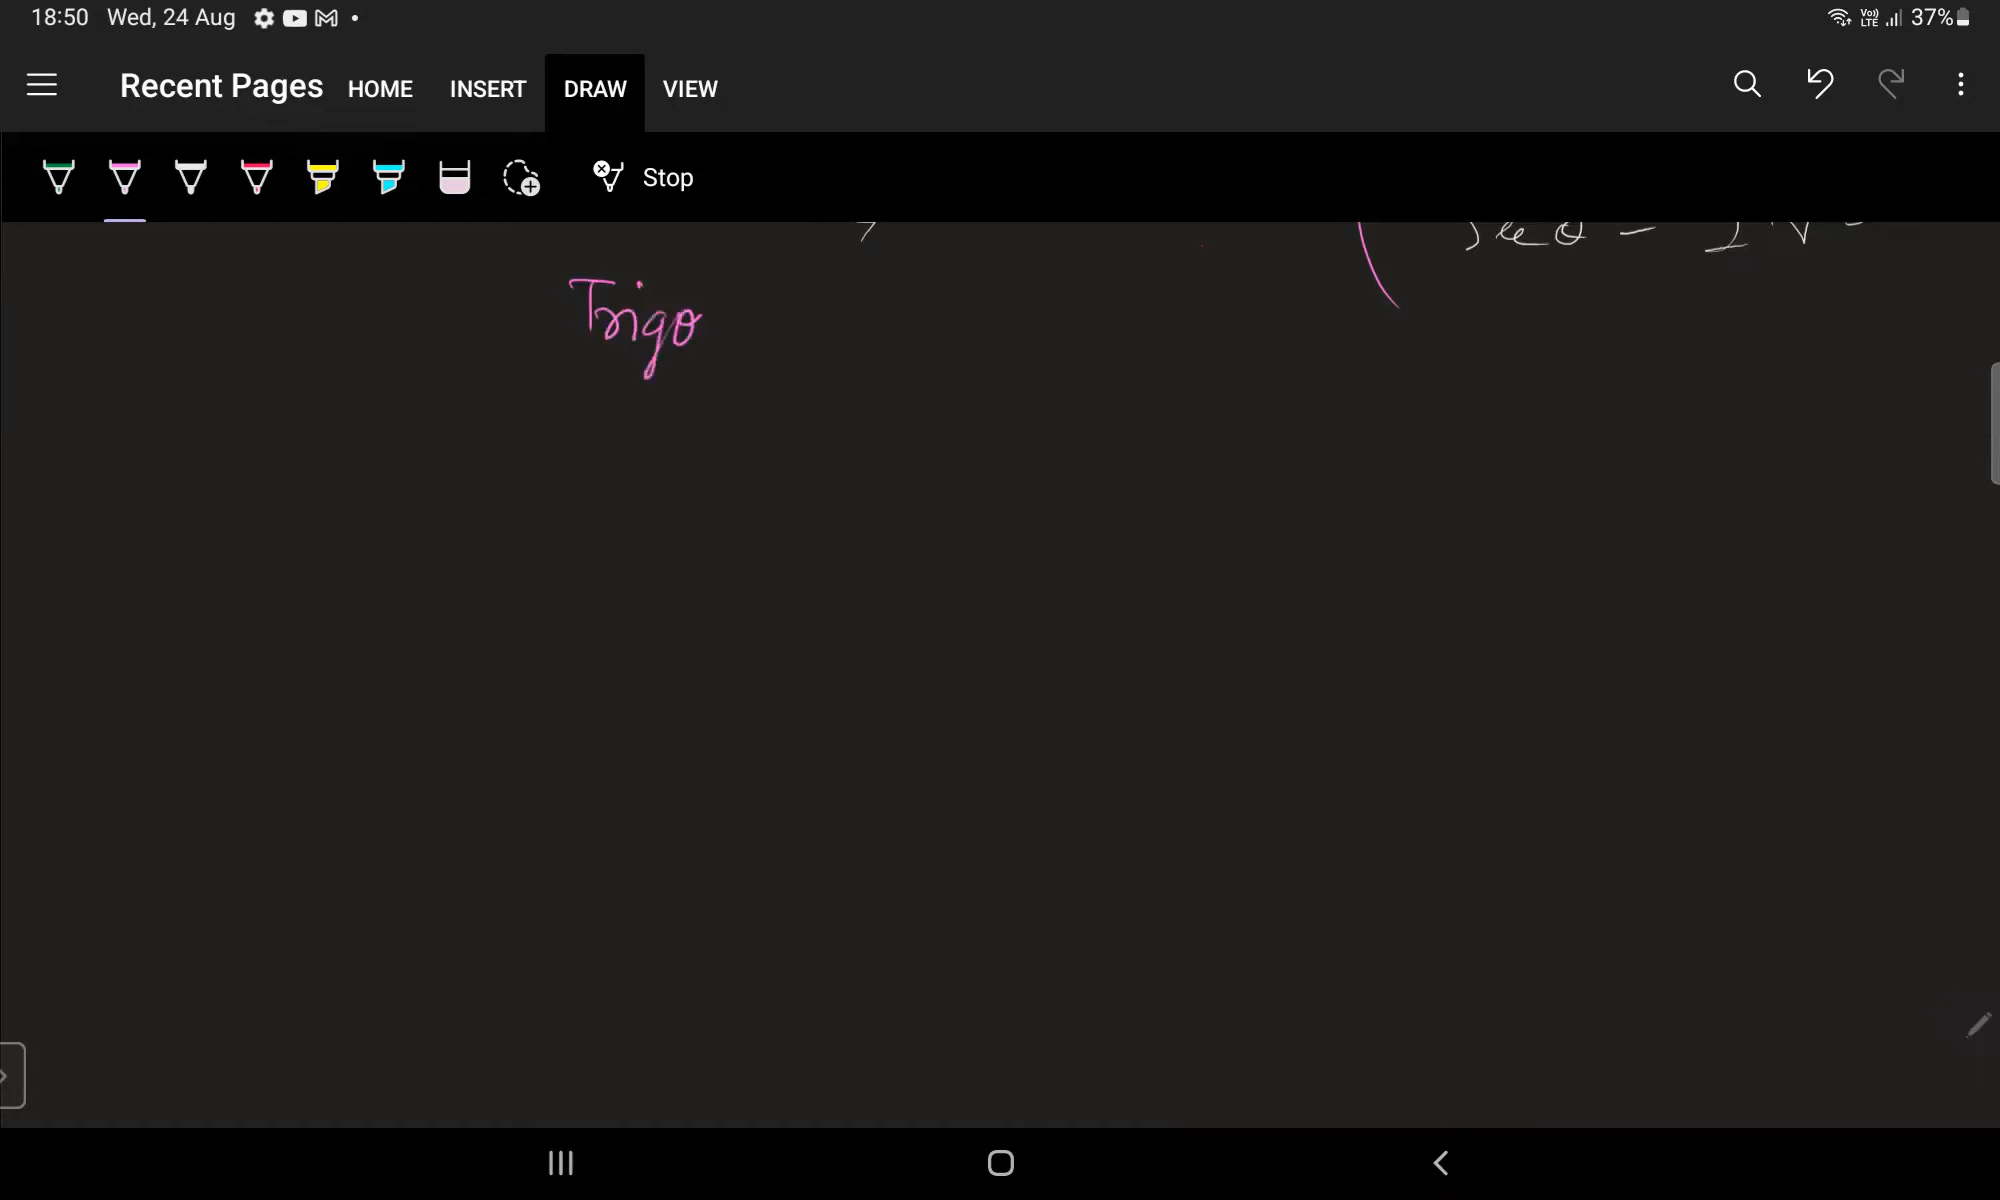 18:50 Wed, 24 Aug 37%
Recent Pages HOME INSERT DRAW VIEW
Stop
Trigo